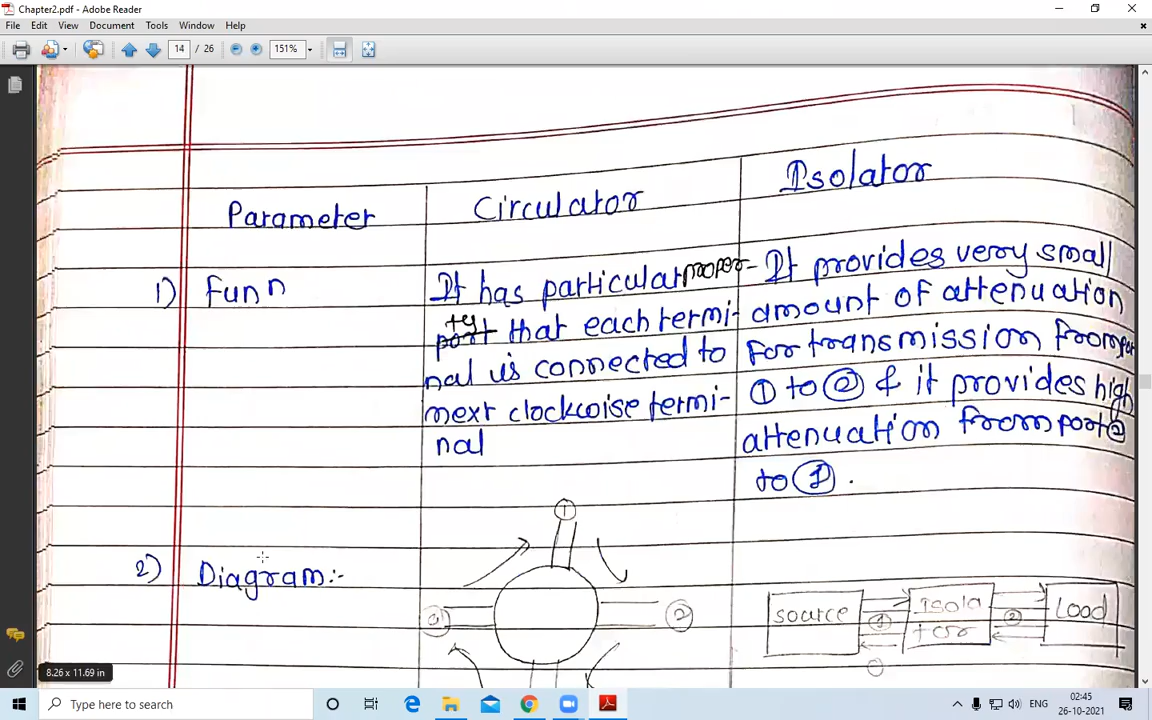 Chapter2.pdf - Adobe Reader
File Edit View Document Tools Window Help
14 / 26 151%
Parameter Circulator Isolator
1) Funn
It has particular proper-
ty that each termi-
nal is connected to
next clockwise termi-
nal
It provides very small
amount of attenuation
for transmission from port
① to ② & it provides high
attenuation from port ②
to ① .
2) Diagram:-
①
②
source ① Isola
tor ② Load
8.26 x 11.69 in
Type here to search
ENG
02:45
26-10-2021